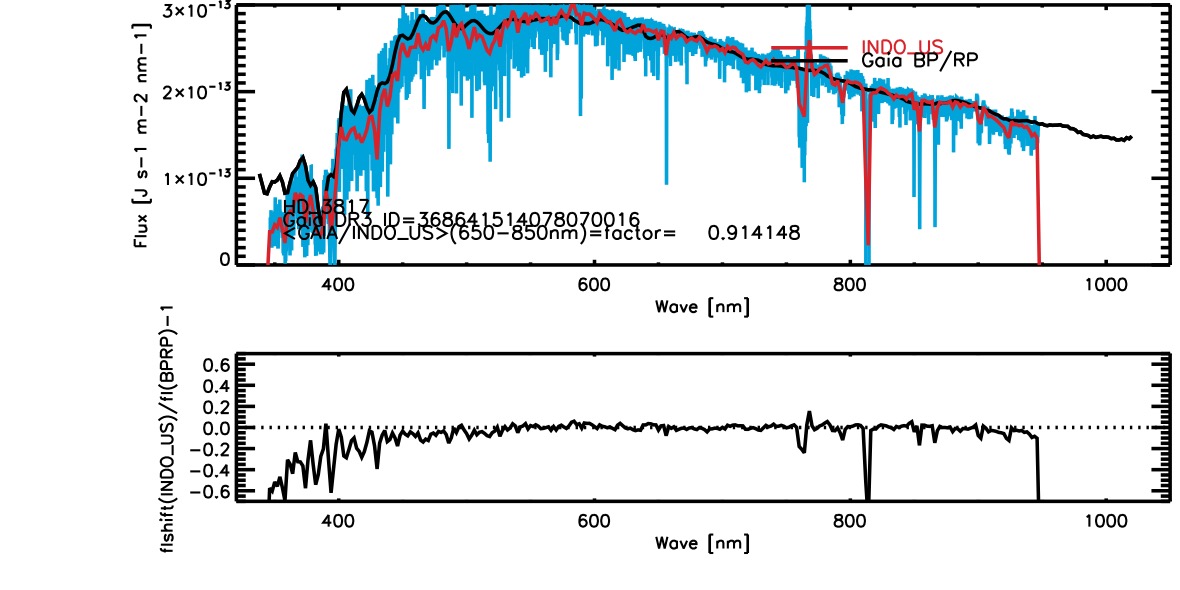 3×10−13
2×10−13
1×10−13
0
Flux [J s−1 m−2 nm−1]
INDO_US
Gaia BP/RP
HD_3817
Gaia DR3 ID=368641514078070016
<GAIA/INDO_US>(650−850nm)=factor= 0.914148
400 600 800 1000
Wave [nm]
0.6
0.4
0.2
0.0
−0.2
−0.4
−0.6
flshift(INDO_US)/fl(BPRP)−1
400 600 800 1000
Wave [nm]